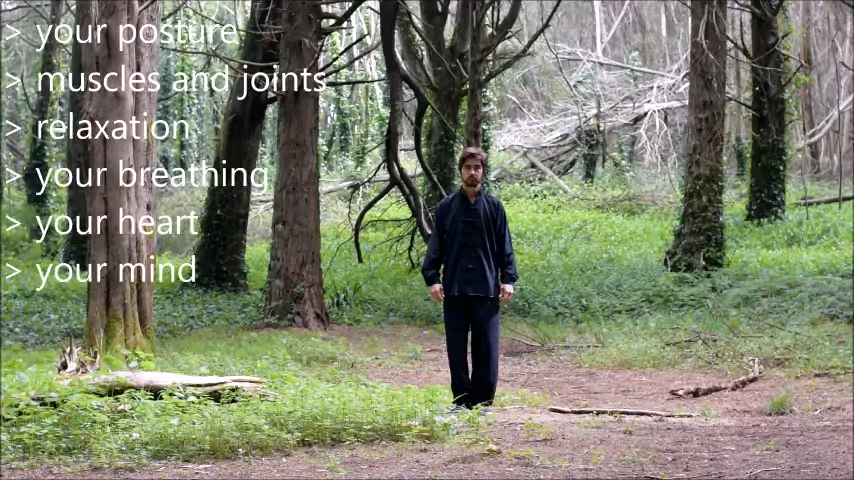 > your posture
> muscles and joints
> relaxation
> your breathing
> your heart
> your mind